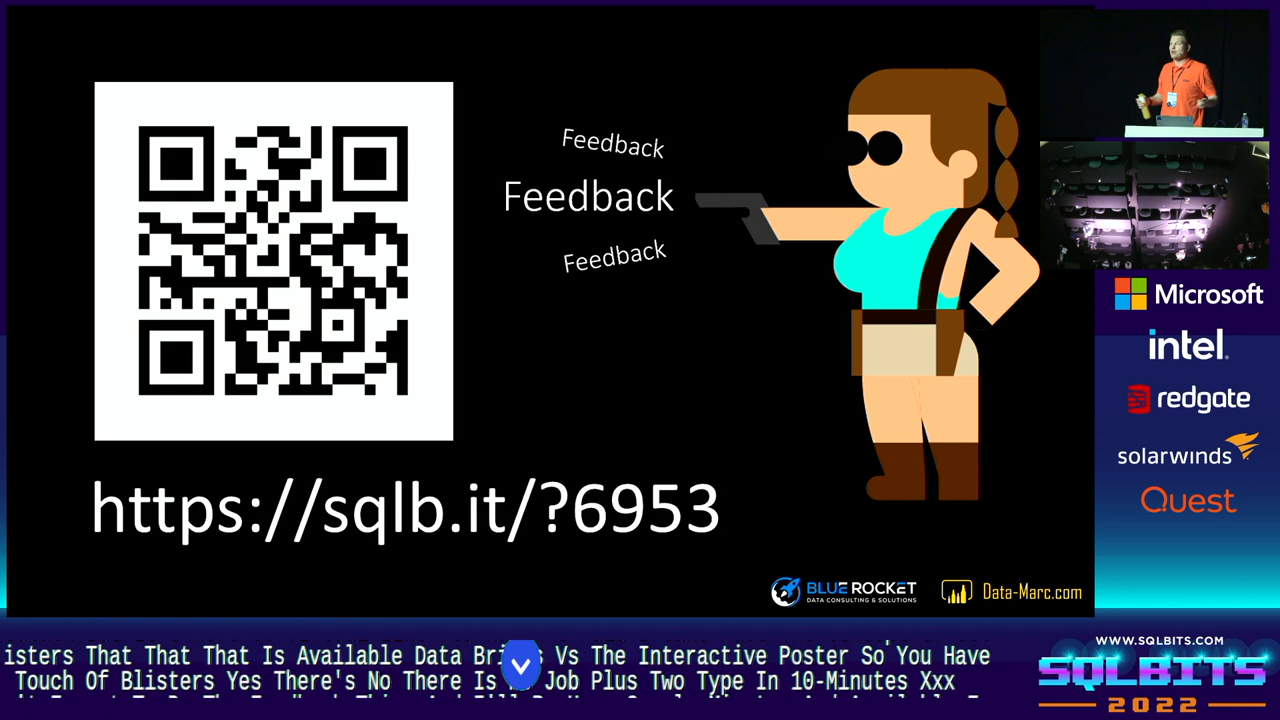 Feedback
Feedback
Feedback
https://sqlb.it/?6953
BLUE ROCKET
DATA CONSULTING & SOLUTIONS
Data-Marc.com
Microsoft
intel.
redgate
solarwinds
Quest
WWW.SQLBITS.COM
SQLBITS
2022
isters That That That Is Available Data Bri s Vs The Interactive Poster So You Have
Touch Of Blisters Yes There's No There Is Job Plus Two Type In 10-Minutes Xxx